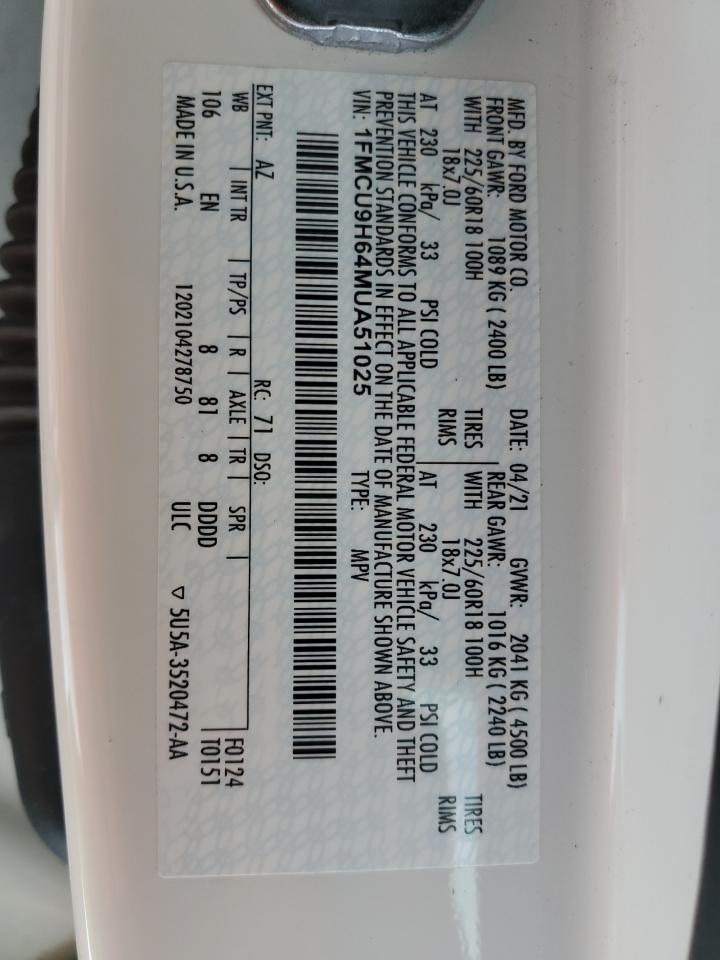 MFD. BY FORD MOTOR CO. DATE: 04/21 GVWR: 2041 KG ( 4500 LB)
FRONT GAWR: 1089 KG ( 2400 LB) REAR GAWR: 1016 KG ( 2240 LB)
WITH 225/60R18 100H TIRES WITH 225/60R18 100H TIRES
18x7.0J RIMS 18x7.0J RIMS
AT 230 kPa/ 33 PSI COLD AT 230 kPa/ 33 PSI COLD
THIS VEHICLE CONFORMS TO ALL APPLICABLE FEDERAL MOTOR VEHICLE SAFETY AND THEFT
PREVENTION STANDARDS IN EFFECT ON THE DATE OF MANUFACTURE SHOWN ABOVE.
VIN: 1FMCU9H64MUA51025 TYPE: MPV
EXT PNT: AZ RC: 71 DSO:
WB | INT TR | TP/PS | R | AXLE | TR | SPR | F0124
106 EN 8 81 8 DDDD T0151
MADE IN U.S.A. 1202104278750 ULC ▽ 5U5A-3520472-AA